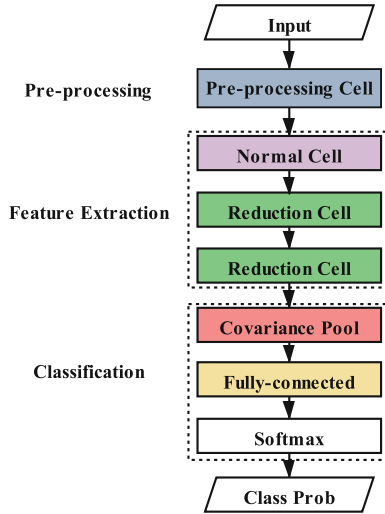 Input
Pre-processing
Pre-processing Cell
Normal Cell
Feature Extraction
Reduction Cell
Reduction Cell
Covariance Pool
Classification
Fully-connected
Softmax
Class Prob